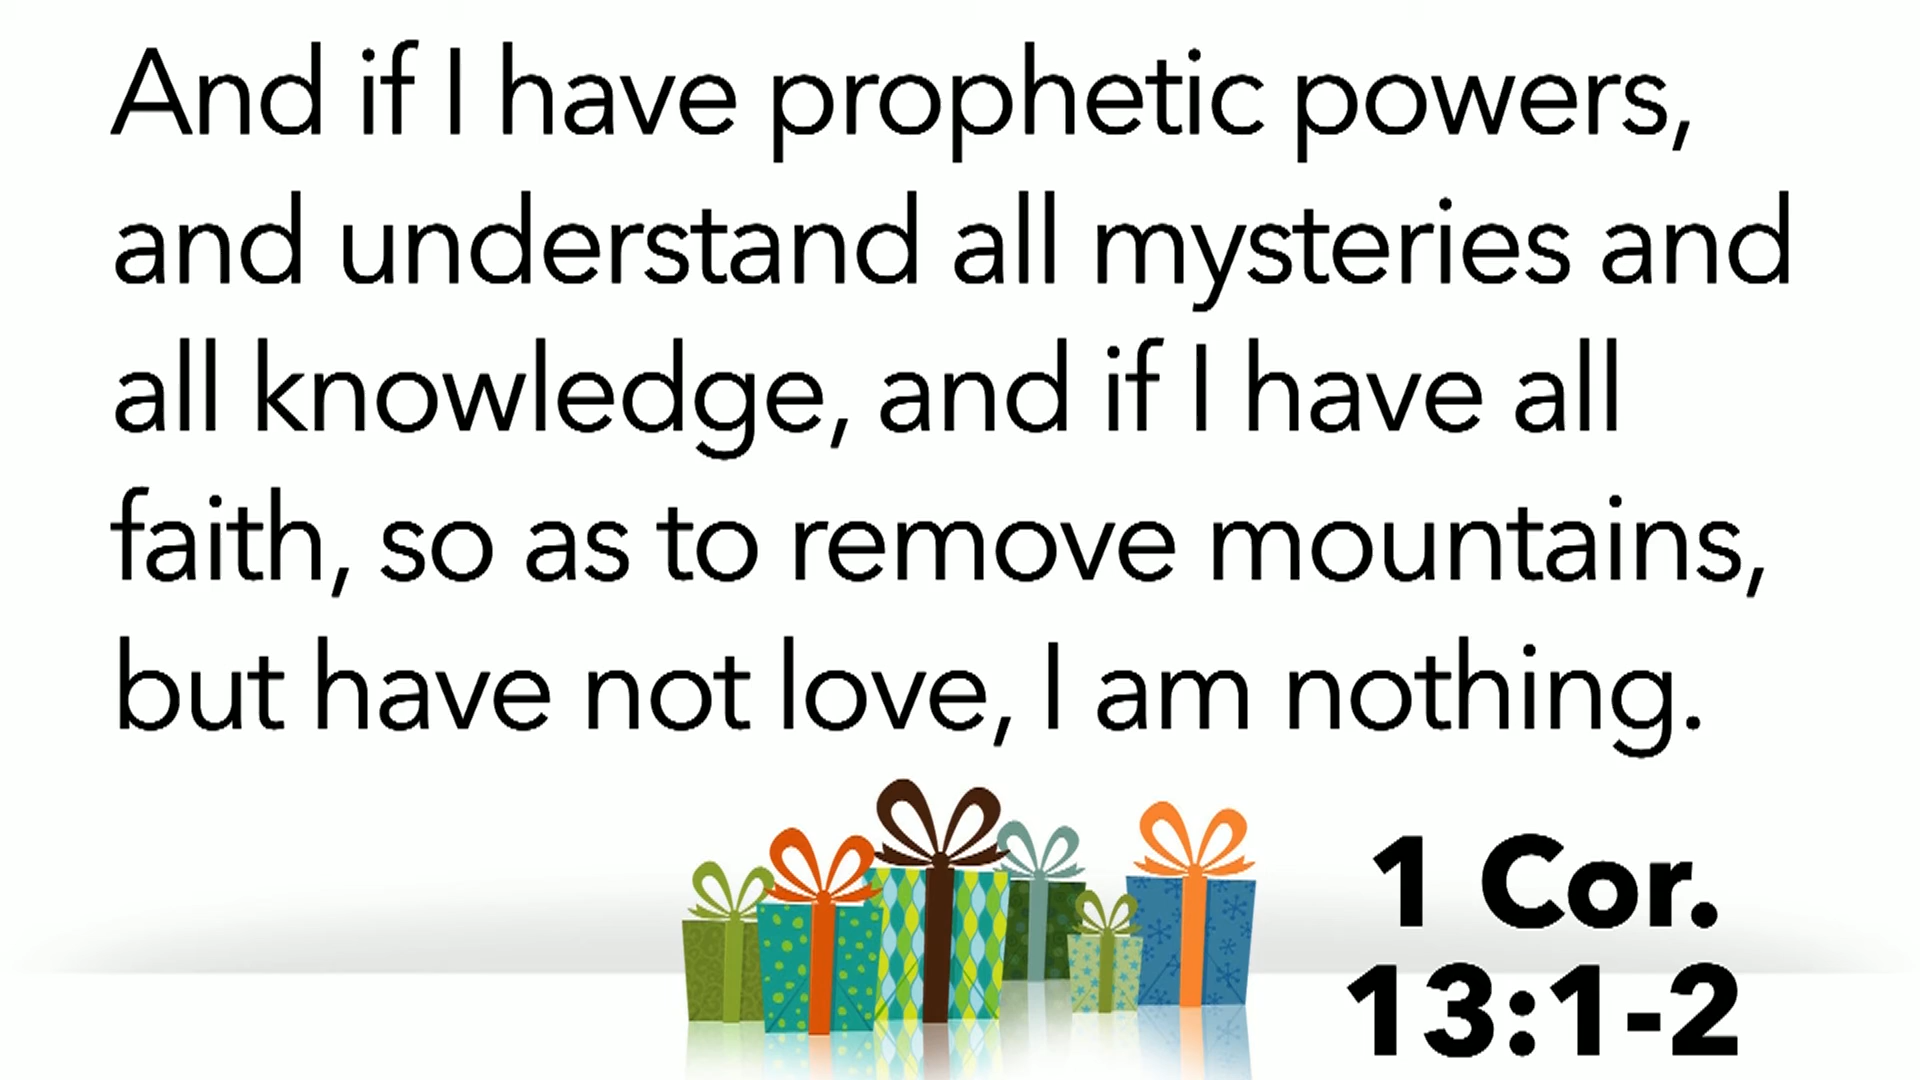 And if I have prophetic powers,
and understand all mysteries and
all knowledge, and if I have all
faith, so as to remove mountains,
but have not love, I am nothing.
1 Cor.
13:1-2